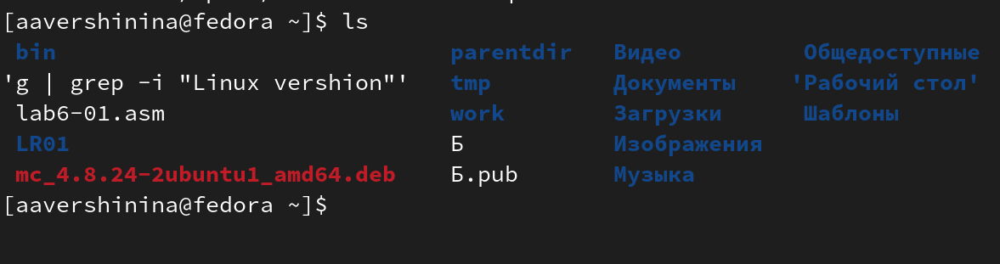 [aavershinina@fedora ~]$ ls
 bin                             parentdir   Видео         Общедоступные
'g | grep -i "Linux vershion"'   tmp         Документы    'Рабочий стол'
 lab6-01.asm                     work        Загрузки      Шаблоны
 LR01                            Б           Изображения
 mc_4.8.24-2ubuntu1_amd64.deb    Б.pub       Музыка
[aavershinina@fedora ~]$